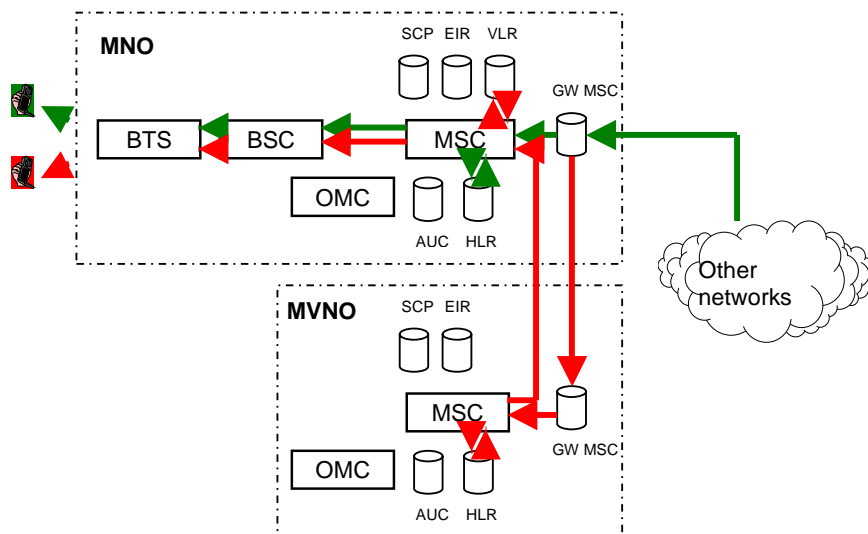 SCP EIR VLR
MNO
GW MSC
BTS
BSC
MSC
OMC
AUC HLR
Other
networks
SCP EIR
MVNO
MSC
GW MSC
OMC
AUC HLR